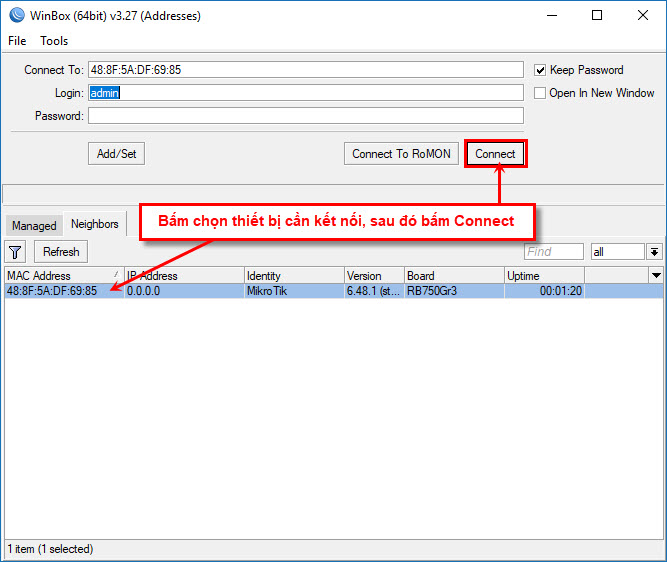 WinBox (64bit) v3.27 (Addresses)
File Tools
Connect To: 48:8F:5A:DF:69:85
Keep Password
Login: admin
Open In New Window
Password:
Add/Set
Connect To RoMON
Connect
Bấm chọn thiết bị cần kết nối, sau đó bấm Connect
Managed Neighbors
Refresh
Find
all
MAC Address IP Address Identity Version Board Uptime
48:8F:5A:DF:69:85 0.0.0.0 MikroTik 6.48.1 (st... RB750Gr3 00:01:20
1 item (1 selected)